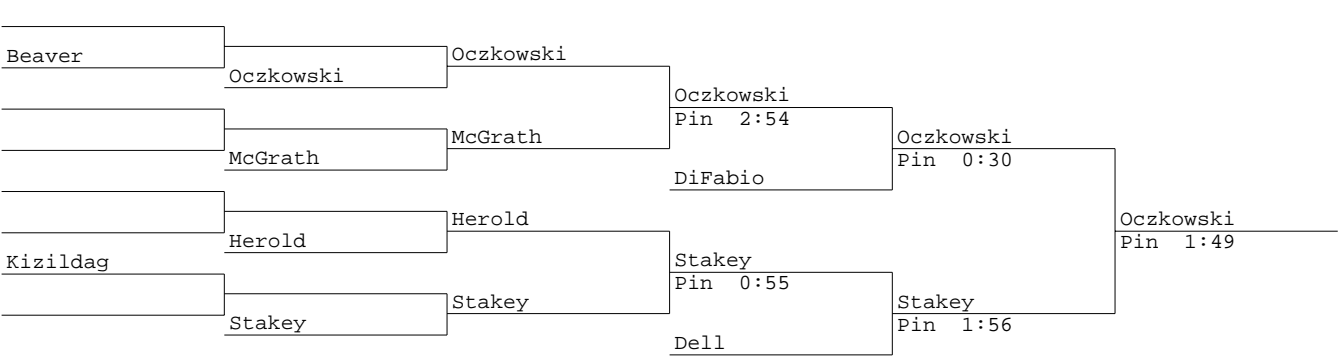 Beaver
Oczkowski
Oczkowski
Oczkowski
Pin 2:54
McGrath
McGrath
Oczkowski
Pin 0:30
DiFabio
Herold
Herold
Oczkowski
Pin 1:49
Kizildag
Stakey
Pin 0:55
Stakey
Stakey
Stakey
Pin 1:56
Dell